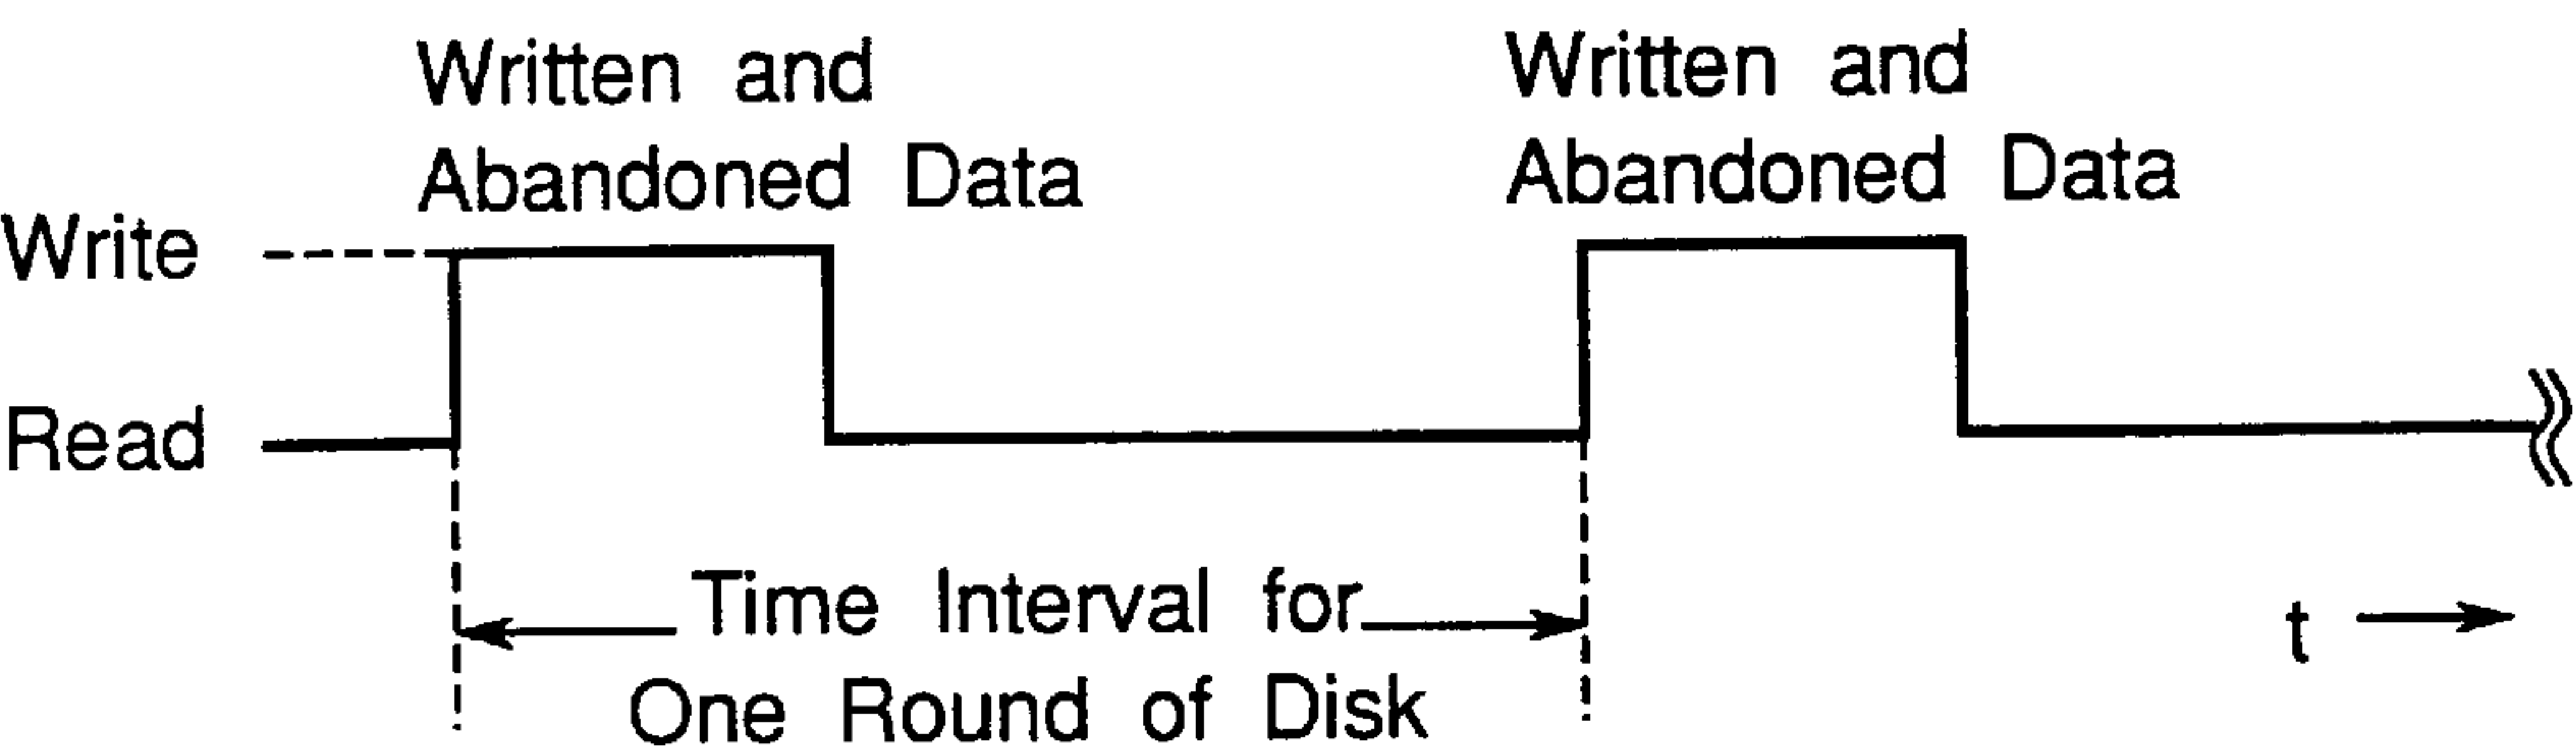 Written and
Abandoned Data
Written and
Abandoned Data
Write
Read
Time Interval for
One Round of Disk
t